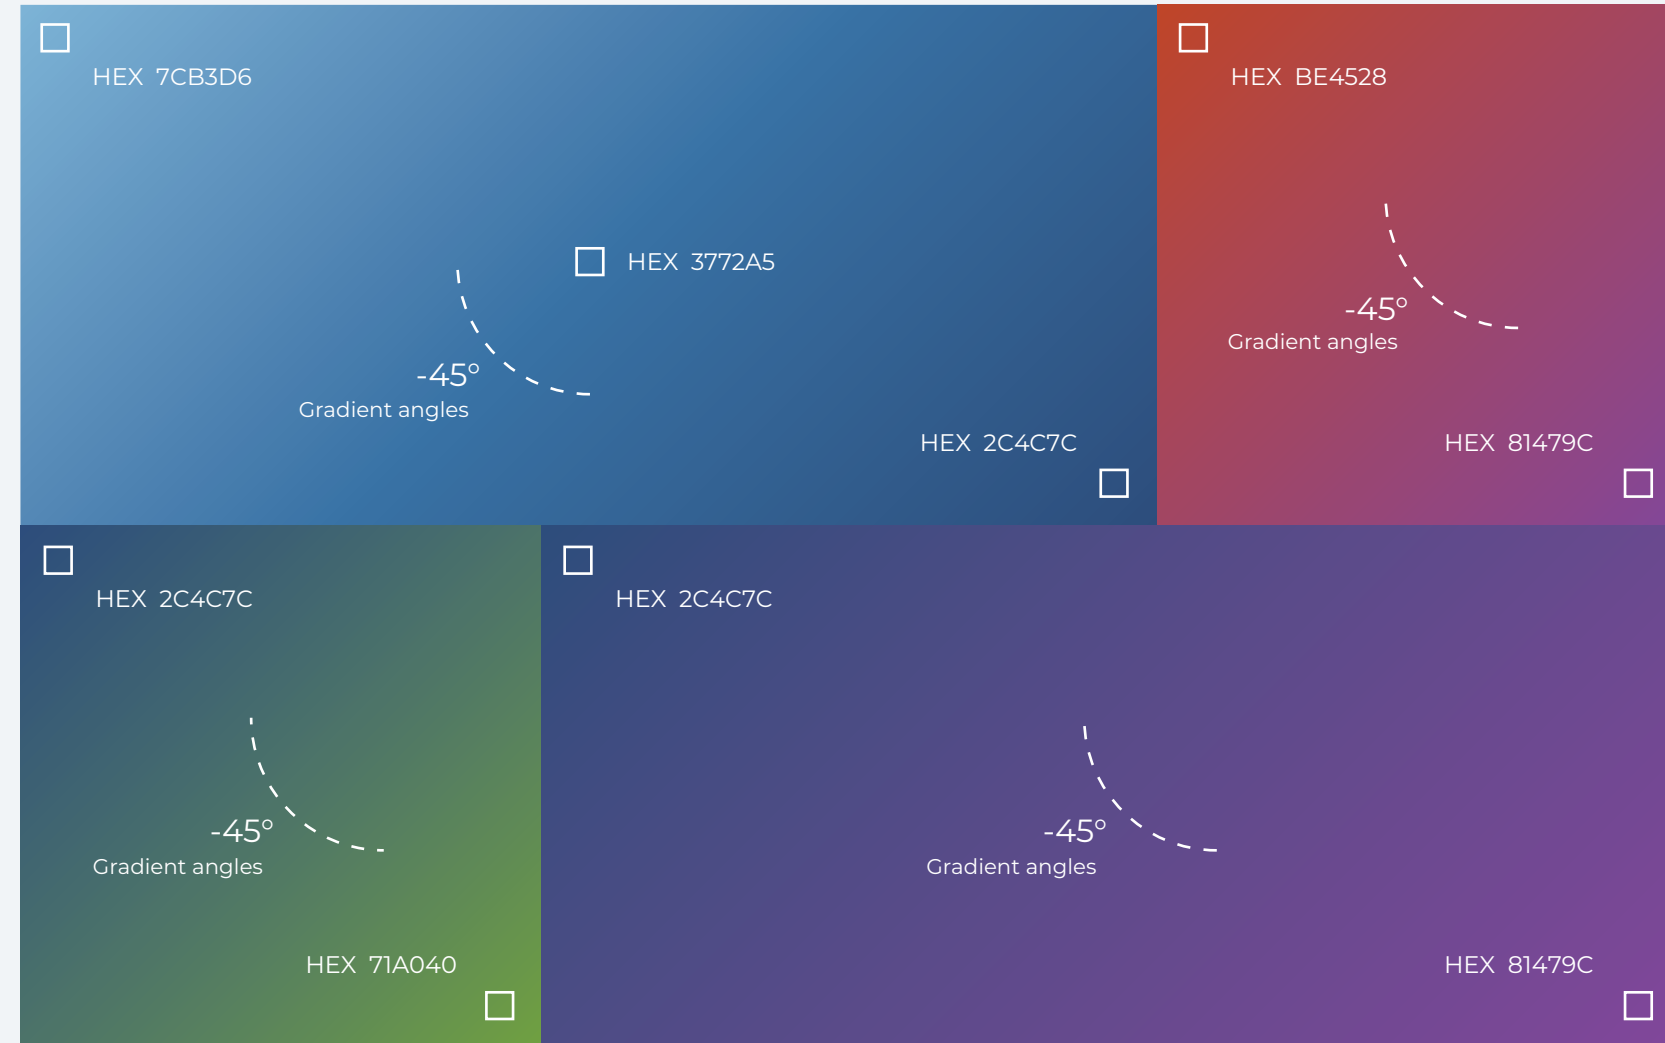 HEX 7CB3D6
HEX 3772A5
-45°
Gradient angles
HEX 2C4C7C
HEX BE4528
-45°
Gradient angles
HEX 81479C
HEX 2C4C7C
-45°
Gradient angles
HEX 71A040
HEX 2C4C7C
-45°
Gradient angles
HEX 81479C